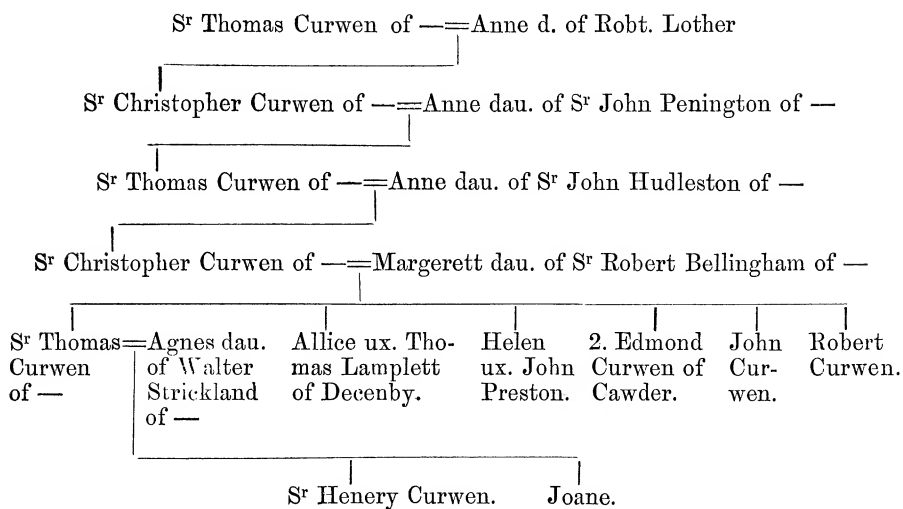 Sʳ Thomas Curwen of —=Anne d. of Robt. Lother
Sʳ Christopher Curwen of —=Anne dau. of Sʳ John Penington of —
Sʳ Thomas Curwen of —=Anne dau. of Sʳ John Hudleston of —
Sʳ Christopher Curwen of —=Margerett dau. of Sʳ Robert Bellingham of —
Sʳ Thomas=
Curwen
of —
Agnes dau.
of Walter
Strickland
of —
Allice ux. Tho-
mas Lamplett
of Decenby.
Helen
ux. John
Preston.
2. Edmond
Curwen of
Cawder.
John
Cur-
wen.
Robert
Curwen.
Sʳ Henery Curwen.
Joane.